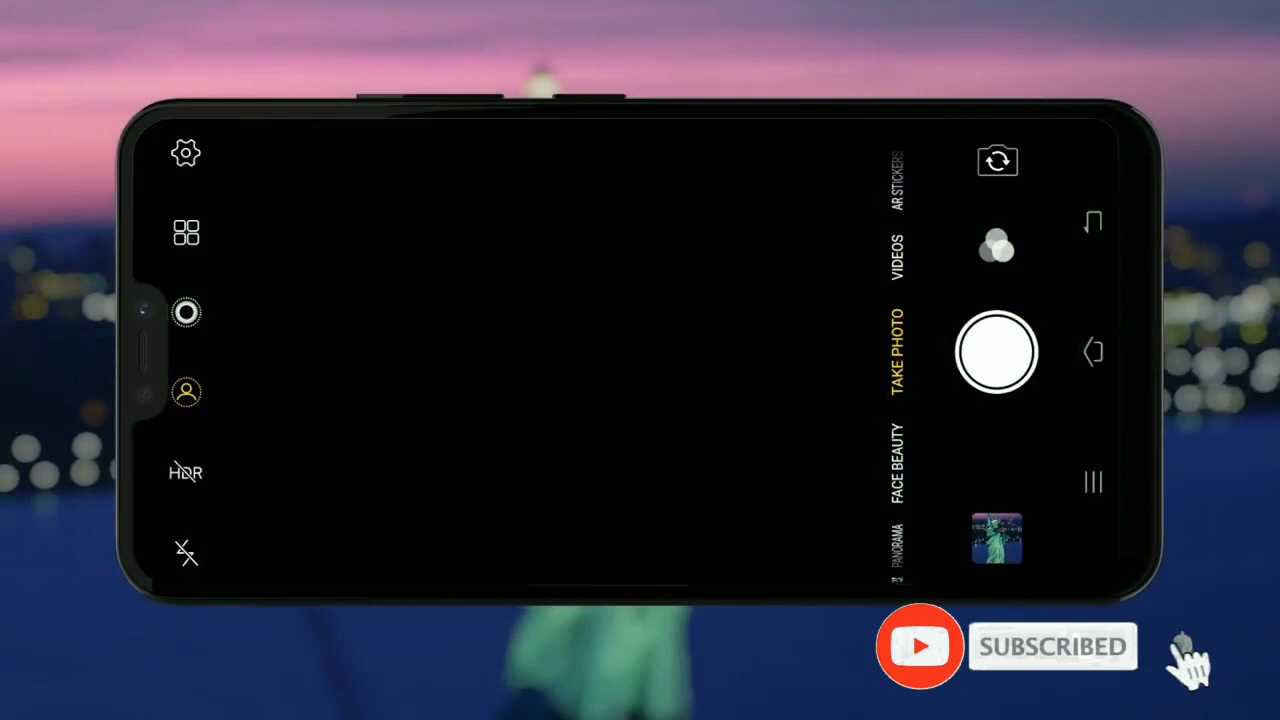 AR STICKERS
VIDEOS
TAKE PHOTO
FACE BEAUTY
PANORAMA
HDR
SUBSCRIBED